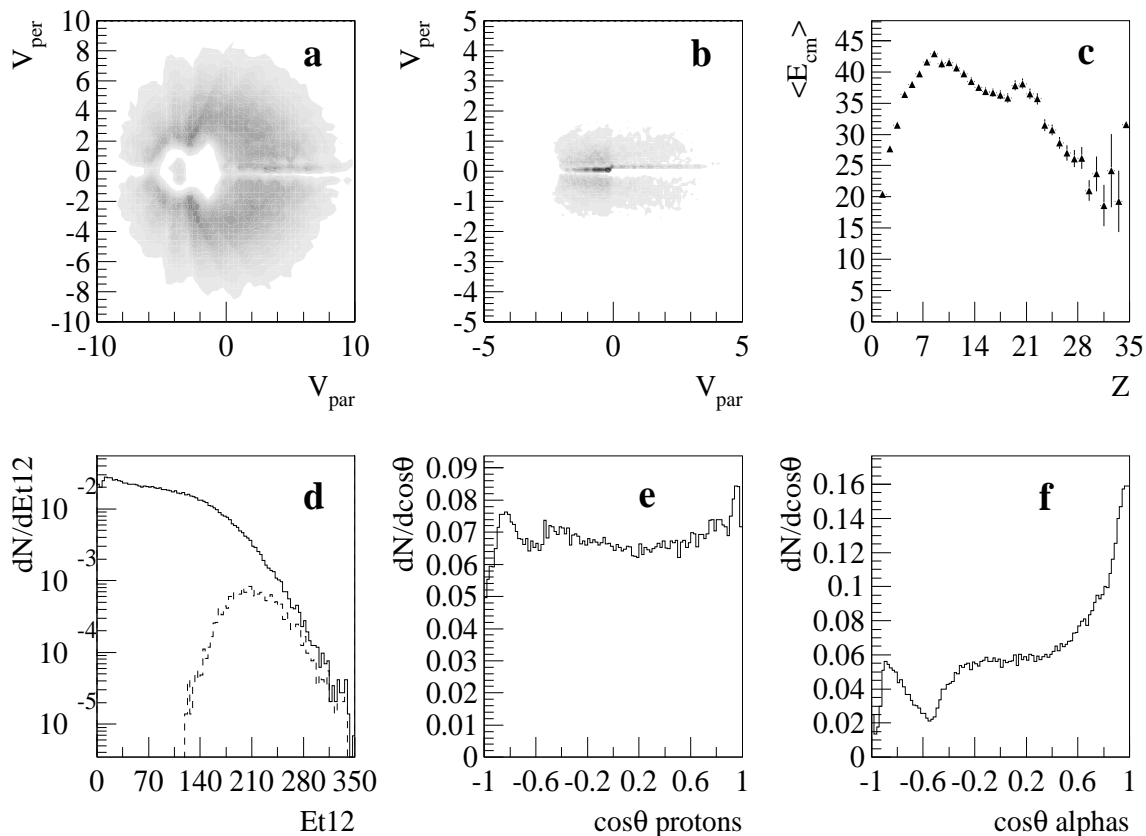 a
V_per
10
8
6
4
2
0
-2
-4
-6
-8
-10
-10 0 10
V_par
b
V_per
5
4
3
2
1
0
-1
-2
-3
-4
-5
-5 0 5
V_par
c
<E_cm>
45
40
35
30
25
20
15
10
5
0
0 7 14 21 28 35
Z
d
dN/dEt12
10^-2
10^-3
10^-4
10^-5
0 70 140 210 280 350
Et12
e
dN/dcosθ
0.09
0.08
0.07
0.06
0.05
0.04
0.03
0.02
0.01
0
-1 -0.6 -0.2 0.2 0.6 1
cosθ protons
f
dN/dcosθ
0.16
0.14
0.12
0.1
0.08
0.06
0.04
0.02
0
-1 -0.6 -0.2 0.2 0.6 1
cosθ alphas